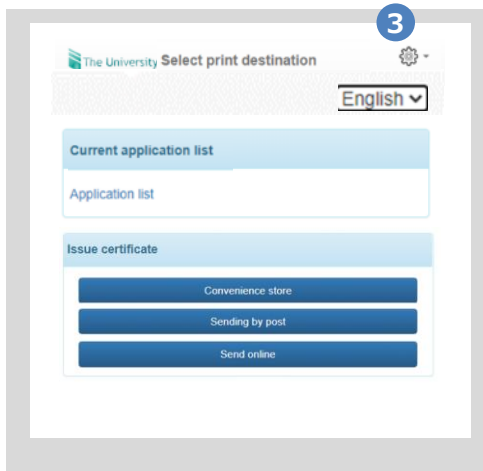 3
The University Select print destination
English
Current application list
Application list
Issue certificate
Convenience store
Sending by post
Send online